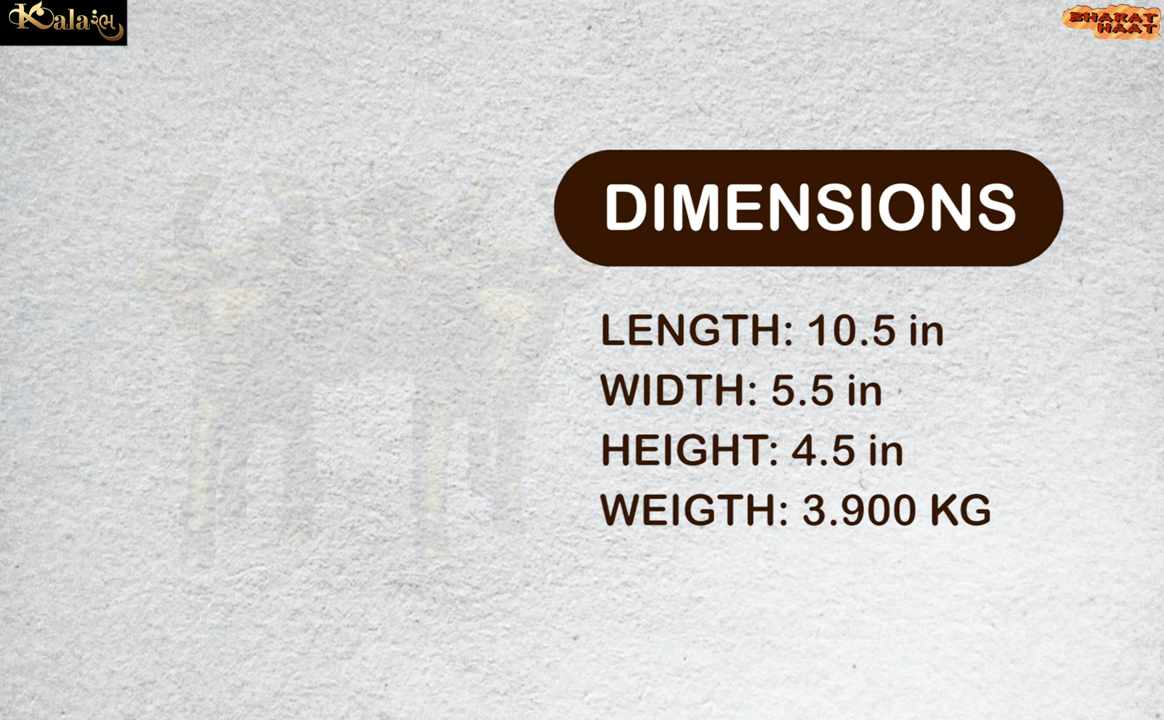 Kalaરંભ
BHARAT
HAAT
DIMENSIONS
LENGTH: 10.5 in
WIDTH: 5.5 in
HEIGHT: 4.5 in
WEIGTH: 3.900 KG